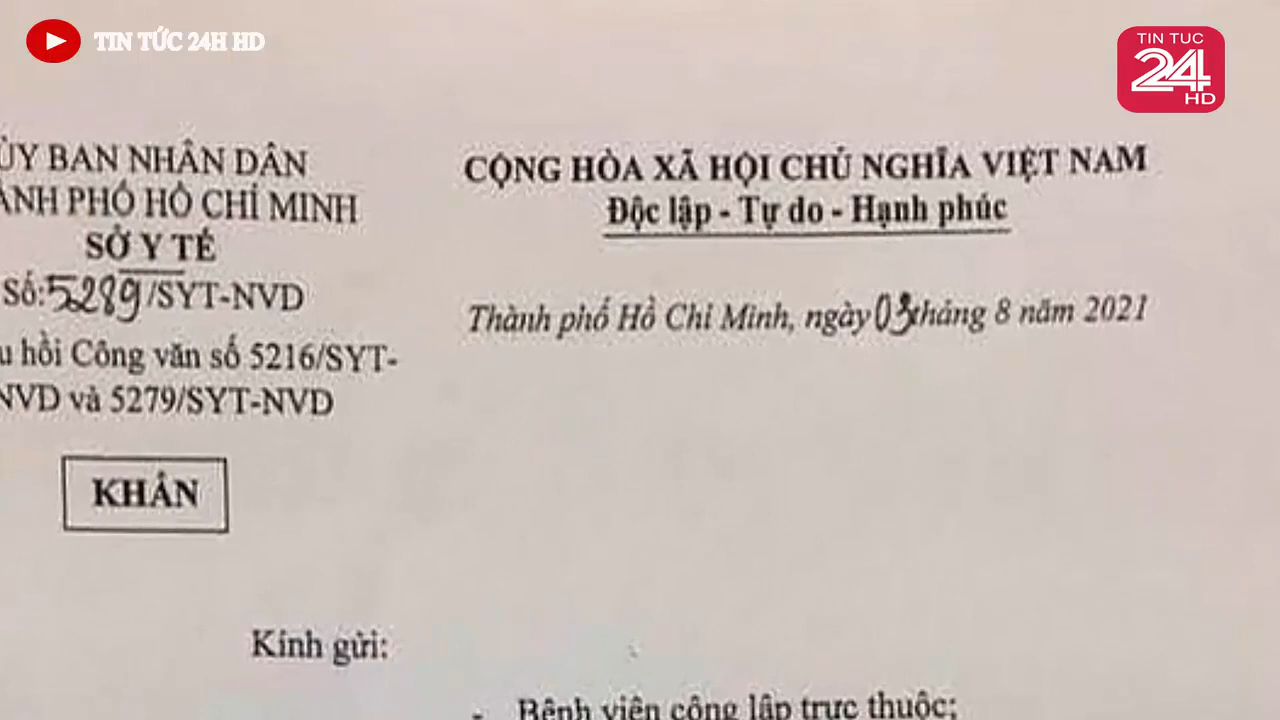 TIN TỨC 24H HD
TIN TUC
24
HD
ỦY BAN NHÂN DÂN
ÀNH PHỐ HỒ CHÍ MINH
SỞ Y TẾ
Số:5289/SYT-NVD
u hồi Công văn số 5216/SYT-
NVD và 5279/SYT-NVD
KHẨN
CỘNG HÒA XÃ HỘI CHỦ NGHĨA VIỆT NAM
Độc lập - Tự do - Hạnh phúc
Thành phố Hồ Chí Minh, ngày 03 tháng 8 năm 2021
Kính gửi:
- Bệnh viện công lập trực thuộc;